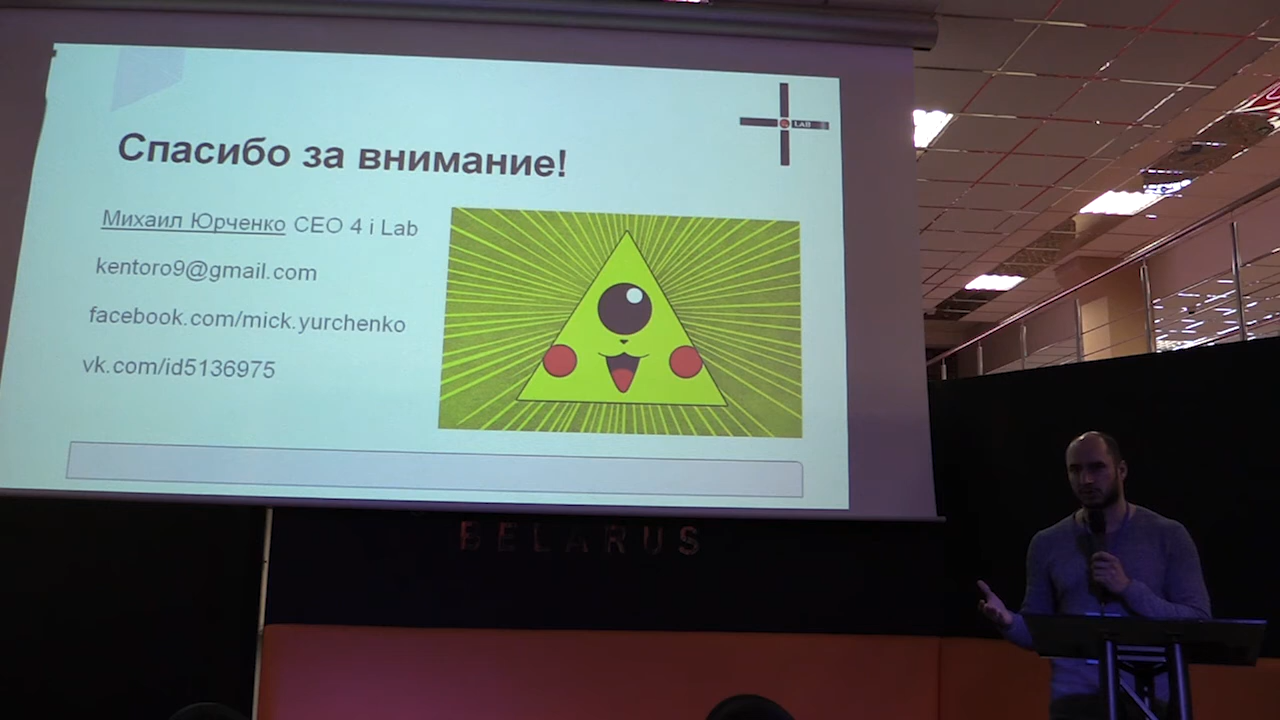 LAB
Спасибо за внимание!
Михаил Юрченко CEO 4 i Lab
kentoro9@gmail.com
facebook.com/mick.yurchenko
vk.com/id5136975
BELARUS